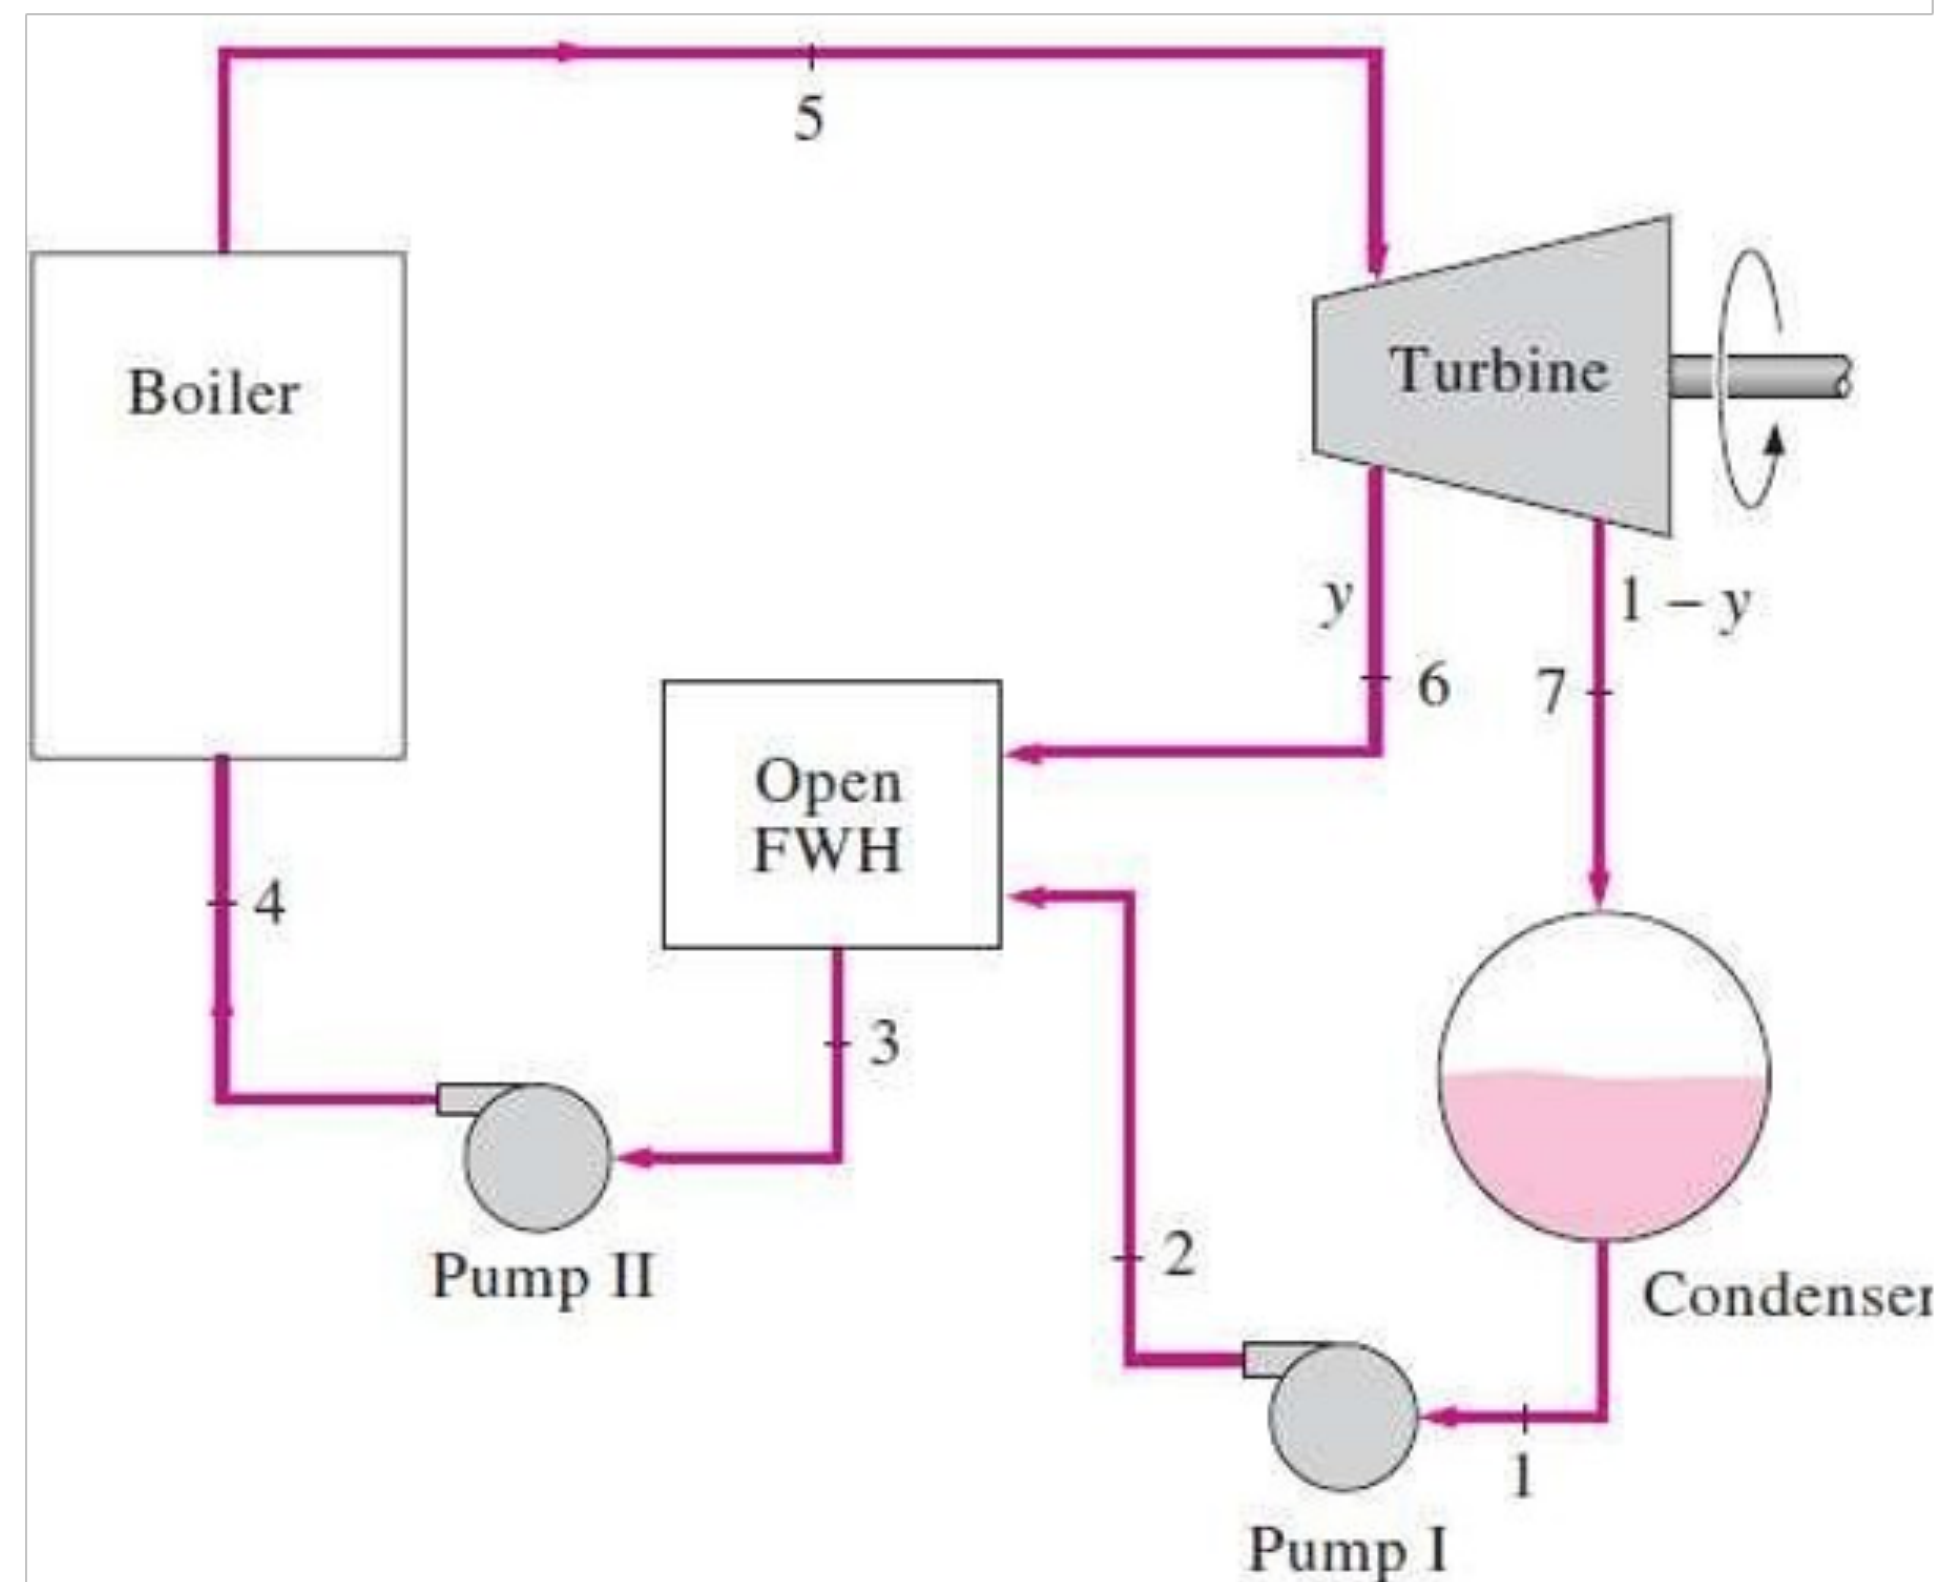 5
Boiler
Turbine
y
1 – y
6
7
Open
FWH
4
3
2
Pump II
Condenser
1
Pump I